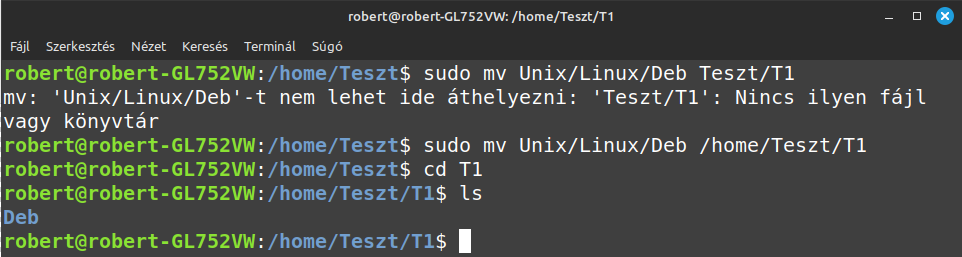 robert@robert-GL752VW: /home/Teszt/T1
Fájl Szerkesztés Nézet Keresés Terminál Súgó
robert@robert-GL752VW:/home/Teszt$ sudo mv Unix/Linux/Deb Teszt/T1
mv: 'Unix/Linux/Deb'-t nem lehet ide áthelyezni: 'Teszt/T1': Nincs ilyen fájl
vagy könyvtár
robert@robert-GL752VW:/home/Teszt$ sudo mv Unix/Linux/Deb /home/Teszt/T1
robert@robert-GL752VW:/home/Teszt$ cd T1
robert@robert-GL752VW:/home/Teszt/T1$ ls
Deb
robert@robert-GL752VW:/home/Teszt/T1$